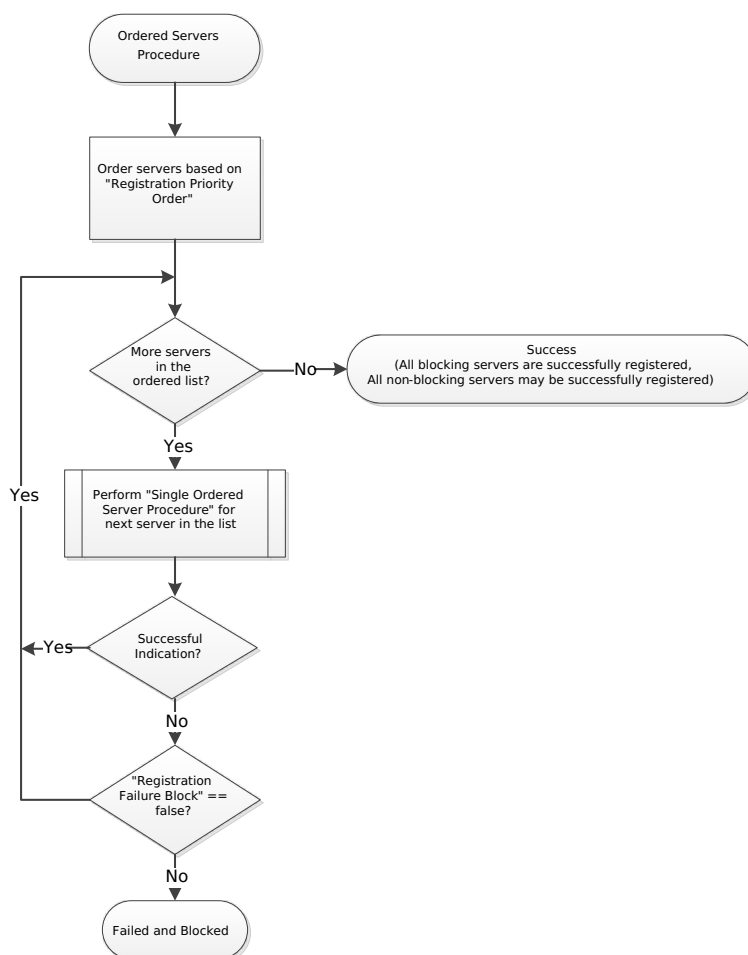 Ordered Servers
Procedure
Order servers based on
"Registration Priority
Order"
More servers
in the
ordered list?
No
Success
(All blocking servers are successfully registered,
All non-blocking servers may be successfully registered)
Yes
Yes
Perform "Single Ordered
Server Procedure" for
next server in the list
Yes
Successful
Indication?
No
"Registration
Failure Block" ==
false?
No
Failed and Blocked